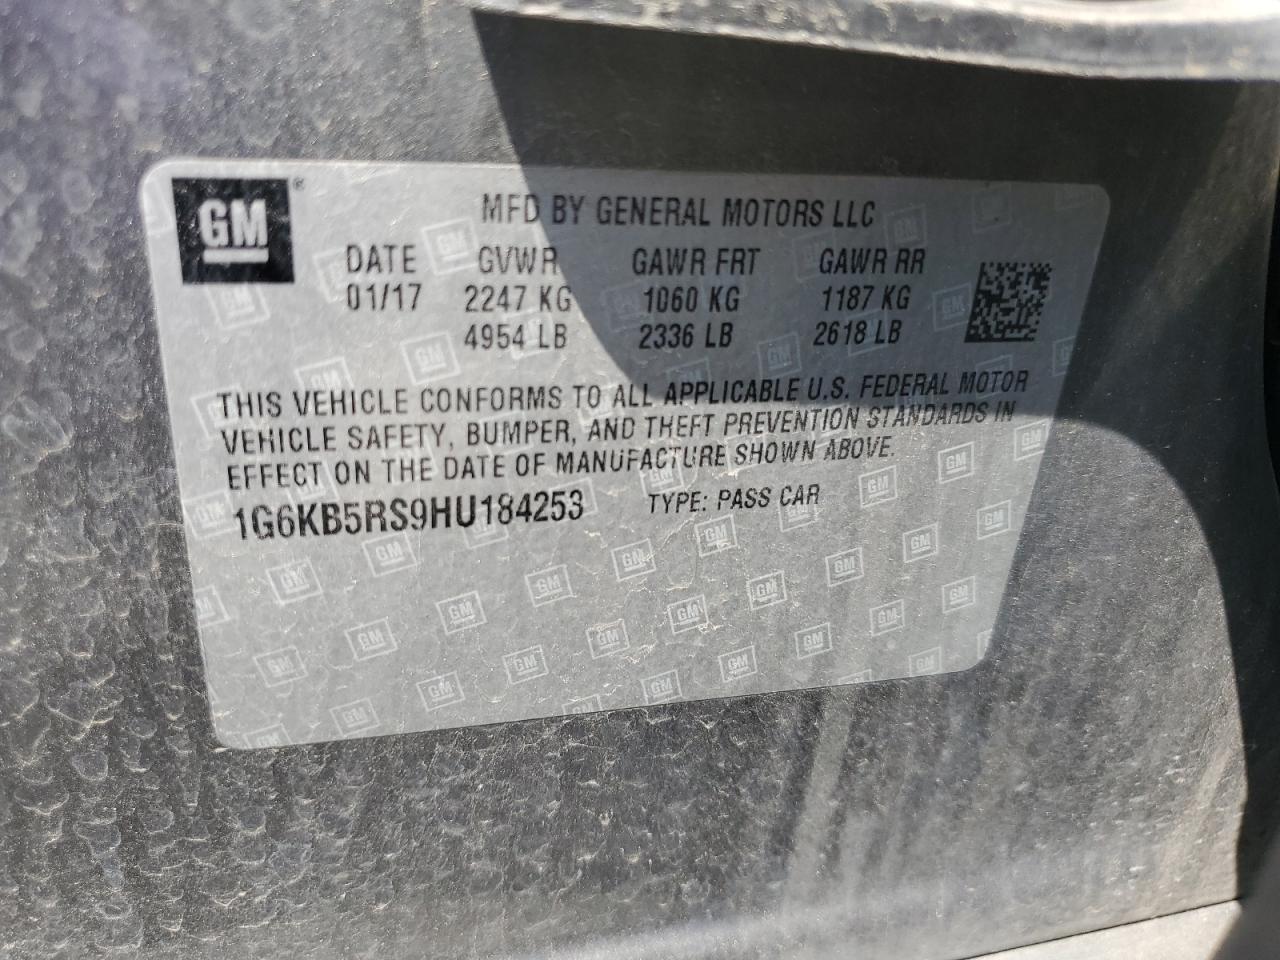 GM ®
MFD BY GENERAL MOTORS LLC
DATE GVWR GAWR FRT GAWR RR
01/17 2247 KG 1060 KG 1187 KG
4954 LB 2336 LB 2618 LB
THIS VEHICLE CONFORMS TO ALL APPLICABLE U.S. FEDERAL MOTOR
VEHICLE SAFETY, BUMPER, AND THEFT PREVENTION STANDARDS IN
EFFECT ON THE DATE OF MANUFACTURE SHOWN ABOVE.
1G6KB5RS9HU184253 TYPE: PASS CAR